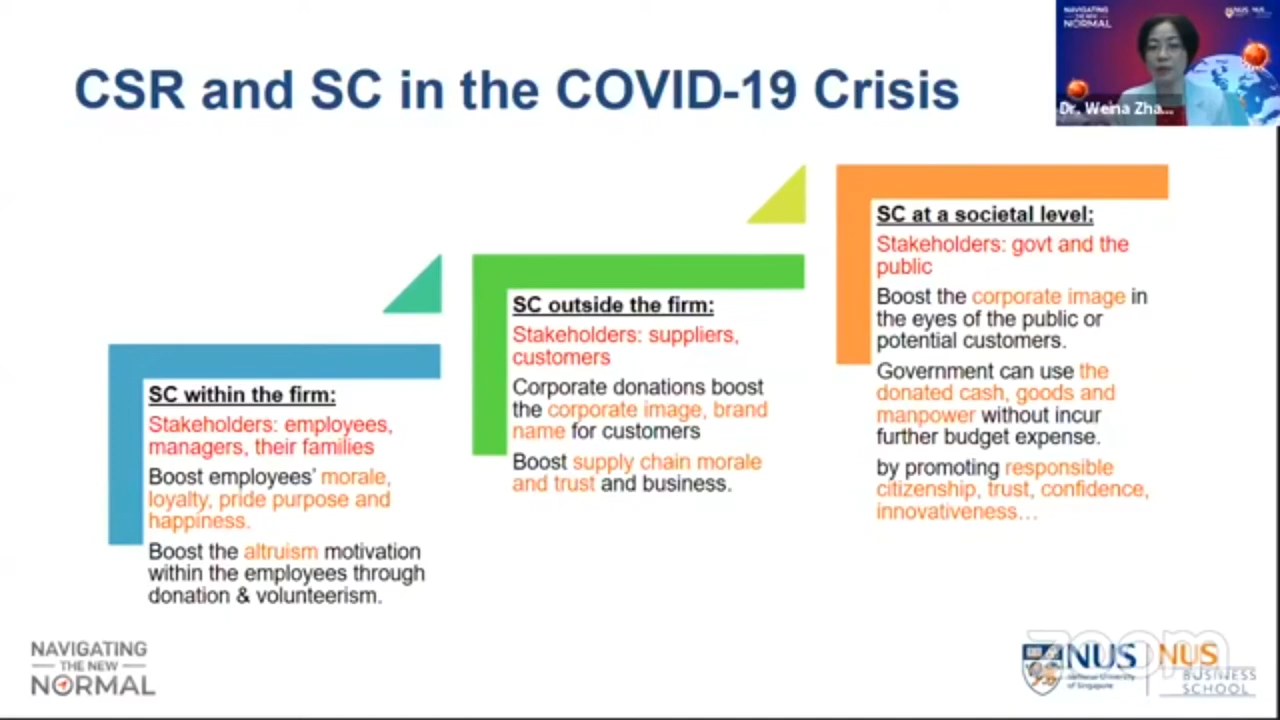 CSR and SC in the COVID-19 Crisis
NAVIGATING
THE NEW
NORMAL
NUS
Dr. Weina Zha...
SC within the firm:
Stakeholders: employees,
managers, their families
Boost employees’ morale,
loyalty, pride purpose and
happiness.
Boost the altruism motivation
within the employees through
donation & volunteerism.
SC outside the firm:
Stakeholders: suppliers,
customers
Corporate donations boost
the corporate image, brand
name for customers
Boost supply chain morale
and trust and business.
SC at a societal level:
Stakeholders: govt and the
public
Boost the corporate image in
the eyes of the public or
potential customers.
Government can use the
donated cash, goods and
manpower without incur
further budget expense.
by promoting responsible
citizenship, trust, confidence,
innovativeness…
NAVIGATING
THE NEW
NORMAL
zoom
NUS
National University
of Singapore
NUS
BUSINESS
SCHOOL